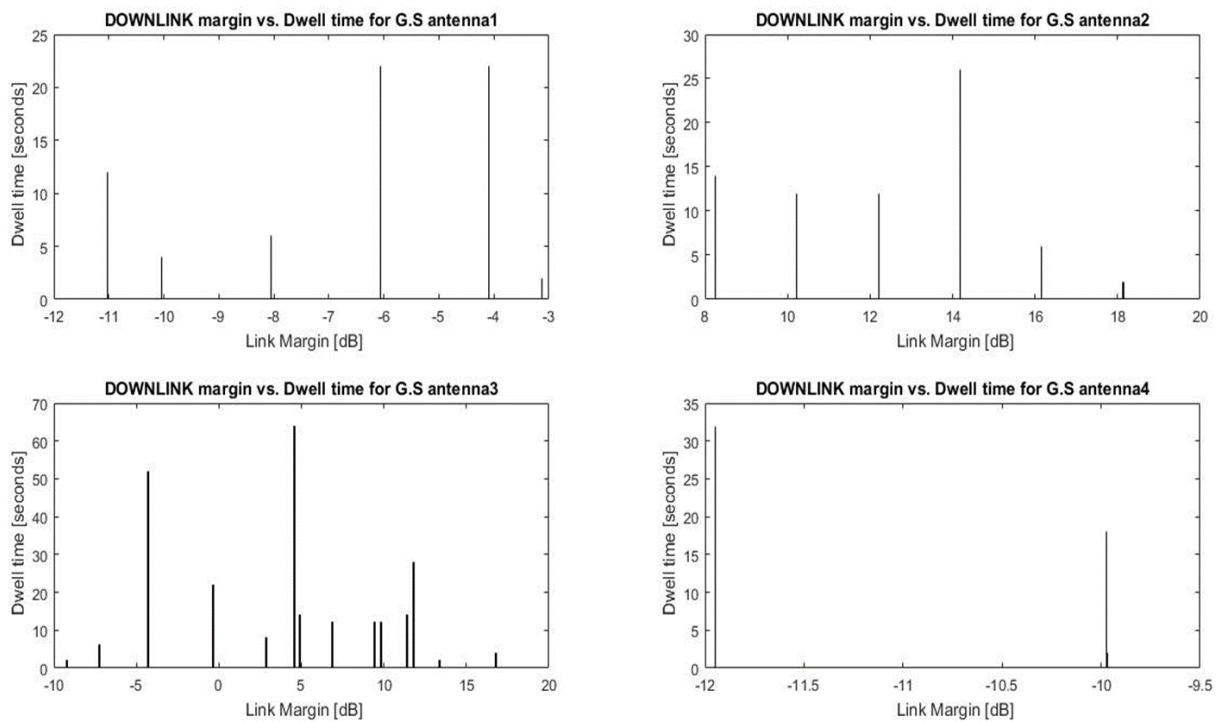 DOWNLINK margin vs. Dwell time for G.S antenna1
Dwell time [seconds]
25
20
15
10
5
0
-12 -11 -10 -9 -8 -7 -6 -5 -4 -3
Link Margin [dB]
DOWNLINK margin vs. Dwell time for G.S antenna2
Dwell time [seconds]
30
25
20
15
10
5
0
8 10 12 14 16 18 20
Link Margin [dB]
DOWNLINK margin vs. Dwell time for G.S antenna3
Dwell time [seconds]
70
60
50
40
30
20
10
0
-10 -5 0 5 10 15 20
Link Margin [dB]
DOWNLINK margin vs. Dwell time for G.S antenna4
Dwell time [seconds]
35
30
25
20
15
10
5
0
-12 -11.5 -11 -10.5 -10 -9.5
Link Margin [dB]